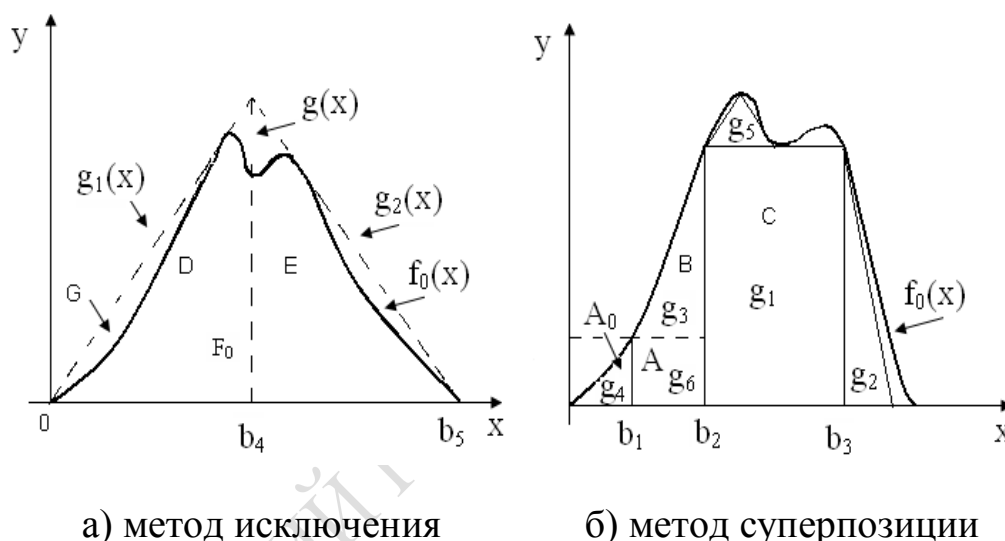 y
g(x)
g₁(x)
g₂(x)
D
E
f₀(x)
G
F₀
0
b₄
b₅
x
y
g₅
C
B
g₁
f₀(x)
A₀
g₃
A
g₄
g₆
g₂
b₁
b₂
b₃
x
а) метод исключения
б) метод суперпозиции